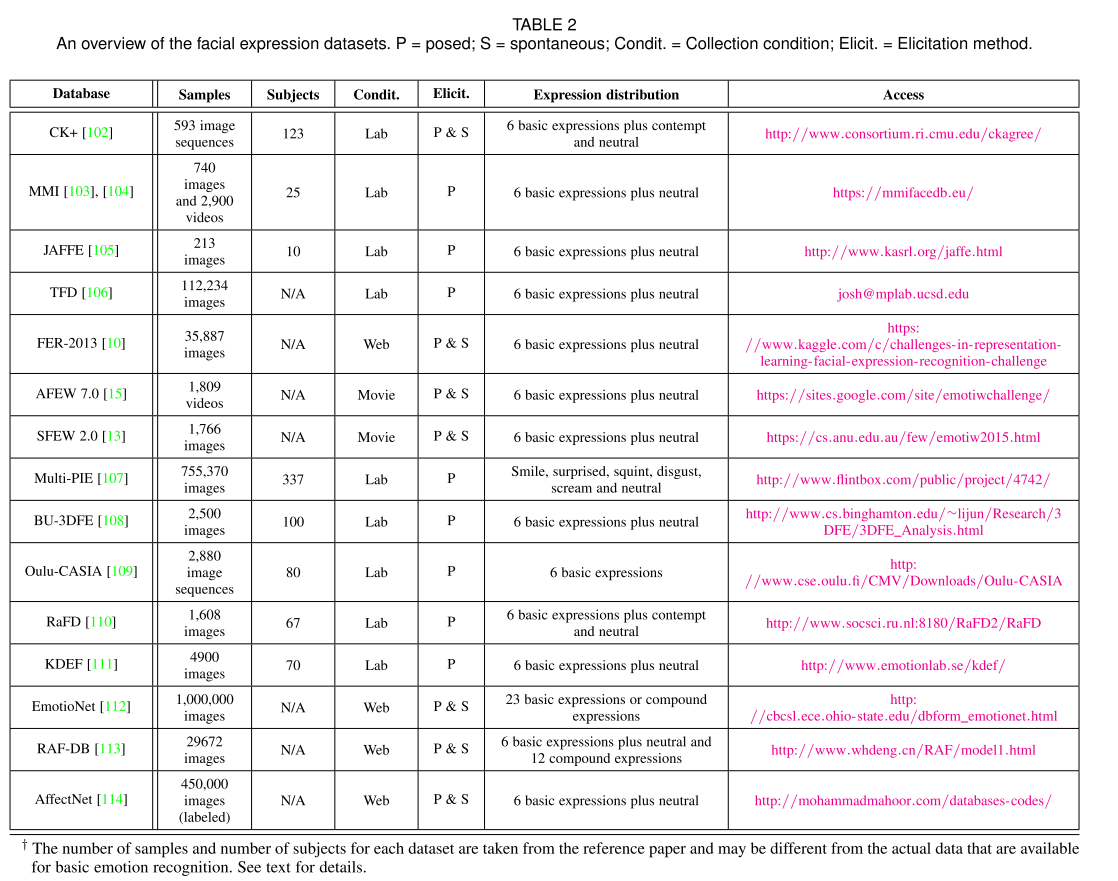 TABLE 2
An overview of the facial expression datasets. P = posed; S = spontaneous; Condit. = Collection condition; Elicit. = Elicitation method.
Database Samples Subjects Condit. Elicit. Expression distribution Access
CK+ [102] 593 image sequences 123 Lab P & S 6 basic expressions plus contempt and neutral http://www.consortium.ri.cmu.edu/ckagree/
MMI [103], [104] 740 images and 2,900 videos 25 Lab P 6 basic expressions plus neutral https://mmifacedb.eu/
JAFFE [105] 213 images 10 Lab P 6 basic expressions plus neutral http://www.kasrl.org/jaffe.html
TFD [106] 112,234 images N/A Lab P 6 basic expressions plus neutral josh@mplab.ucsd.edu
FER-2013 [10] 35,887 images N/A Web P & S 6 basic expressions plus neutral https://www.kaggle.com/c/challenges-in-representation-learning-facial-expression-recognition-challenge
AFEW 7.0 [15] 1,809 videos N/A Movie P & S 6 basic expressions plus neutral https://sites.google.com/site/emotiwchallenge/
SFEW 2.0 [13] 1,766 images N/A Movie P & S 6 basic expressions plus neutral https://cs.anu.edu.au/few/emotiw2015.html
Multi-PIE [107] 755,370 images 337 Lab P Smile, surprised, squint, disgust, scream and neutral http://www.flintbox.com/public/project/4742/
BU-3DFE [108] 2,500 images 100 Lab P 6 basic expressions plus neutral http://www.cs.binghamton.edu/~lijun/Research/3DFE/3DFE_Analysis.html
Oulu-CASIA [109] 2,880 image sequences 80 Lab P 6 basic expressions http://www.cse.oulu.fi/CMV/Downloads/Oulu-CASIA
RaFD [110] 1,608 images 67 Lab P 6 basic expressions plus contempt and neutral http://www.socsci.ru.nl:8180/RaFD2/RaFD
KDEF [111] 4900 images 70 Lab P 6 basic expressions plus neutral http://www.emotionlab.se/kdef/
EmotioNet [112] 1,000,000 images N/A Web P & S 23 basic expressions or compound expressions http://cbcsl.ece.ohio-state.edu/dbform_emotionet.html
RAF-DB [113] 29672 images N/A Web P & S 6 basic expressions plus neutral and 12 compound expressions http://www.whdeng.cn/RAF/model1.html
AffectNet [114] 450,000 images (labeled) N/A Web P & S 6 basic expressions plus neutral http://mohammadmahoor.com/databases-codes/
† The number of samples and number of subjects for each dataset are taken from the reference paper and may be different from the actual data that are available
for basic emotion recognition. See text for details.